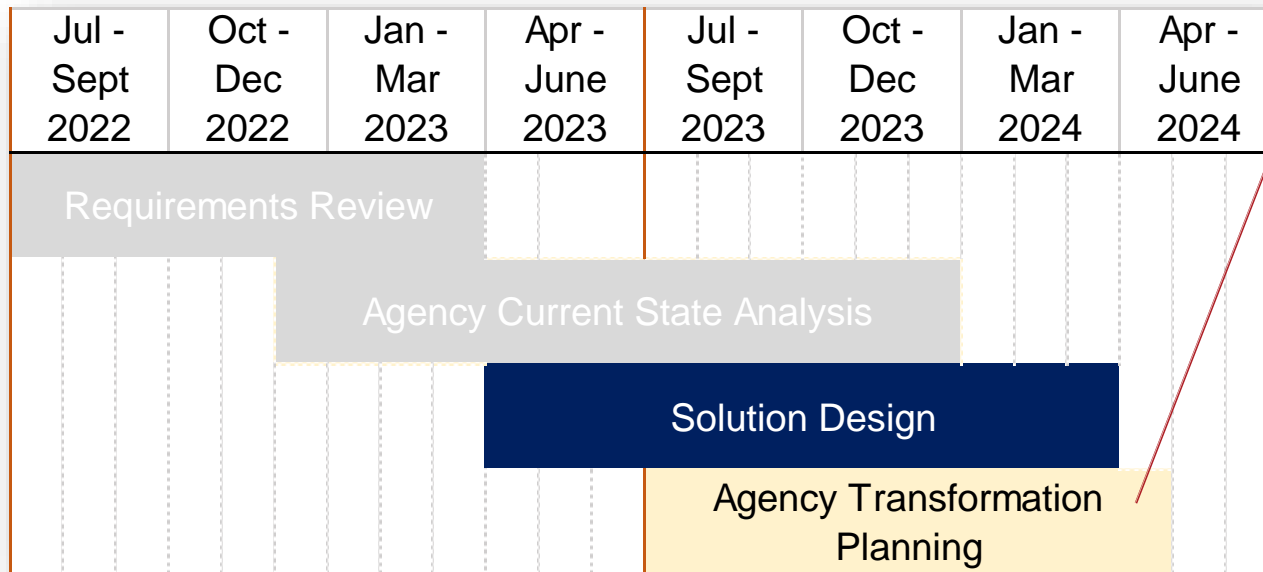 Jul - Oct - Jan - Apr - Jul - Oct - Jan - Apr -
Sept Dec Mar June Sept Dec Mar June
2022 2022 2023 2023 2023 2023 2024 2024
Requirements Review
Agency Current State Analysis
Solution Design
Agency Transformation
Planning